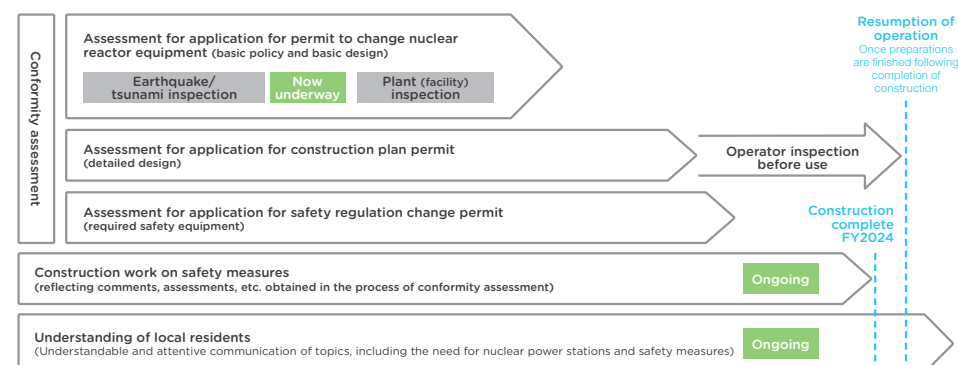 Conformity assessment
Assessment for application for permit to change nuclear
reactor equipment (basic policy and basic design)
Earthquake/
tsunami inspection
Now
underway
Plant (facility)
inspection
Assessment for application for construction plan permit
(detailed design)
Operator inspection
before use
Assessment for application for safety regulation change permit
(required safety equipment)
Resumption of
operation
Once preparations
are finished following
completion of
construction
Construction
complete
FY2024
Construction work on safety measures
(reflecting comments, assessments, etc. obtained in the process of conformity assessment)
Ongoing
Understanding of local residents
(Understandable and attentive communication of topics, including the need for nuclear power stations and safety measures)
Ongoing